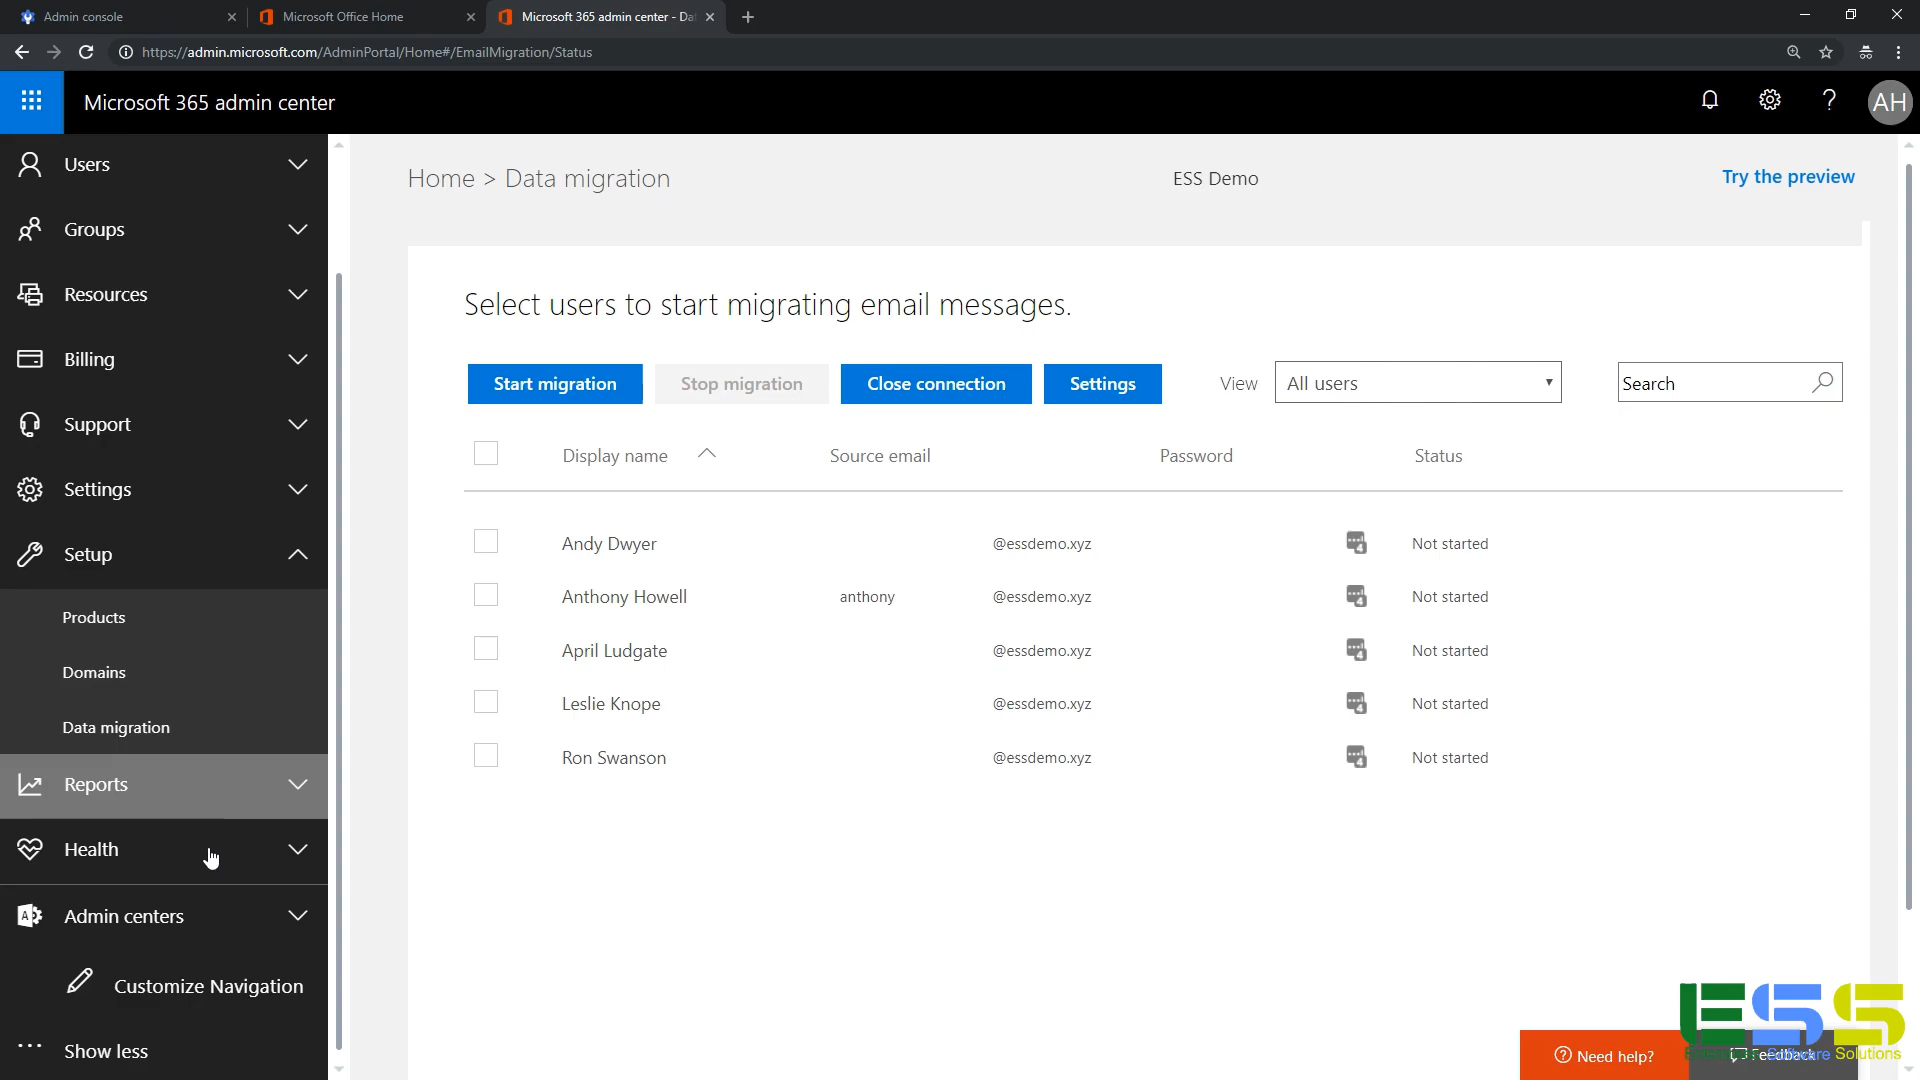 Admin console
Microsoft Office Home
Microsoft 365 admin center - Da
https://admin.microsoft.com/AdminPortal/Home#/EmailMigration/Status
Microsoft 365 admin center
AH
Users
Groups
Resources
Billing
Support
Settings
Setup
Products
Domains
Data migration
Reports
Health
Admin centers
Customize Navigation
Show less
Home > Data migration
ESS Demo
Try the preview
Select users to start migrating email messages.
Start migration
Stop migration
Close connection
Settings
View
All users
Search
Display name
Source email
Password
Status
Andy Dwyer @essdemo.xyz Not started
Anthony Howell anthony @essdemo.xyz Not started
April Ludgate @essdemo.xyz Not started
Leslie Knope @essdemo.xyz Not started
Ron Swanson @essdemo.xyz Not started
ESS
Software Solutions
Need help?
Feedback